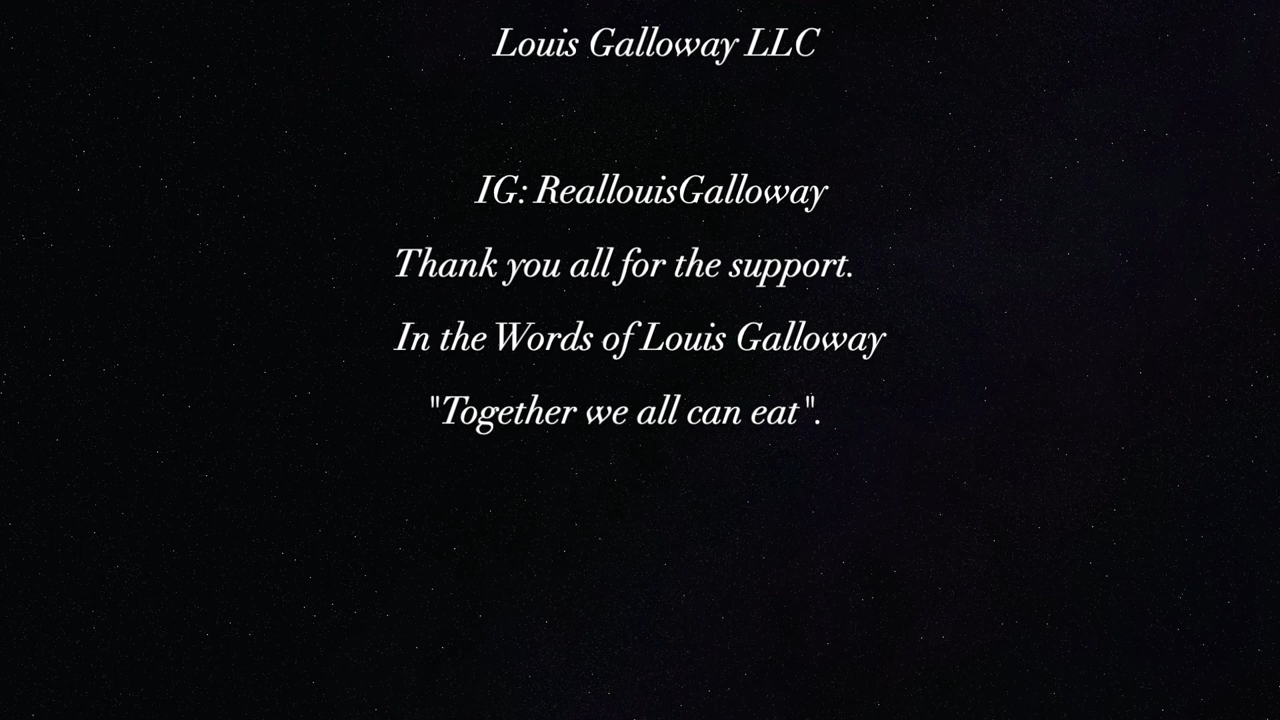 Louis Galloway LLC
IG: ReallouisGalloway
Thank you all for the support.
In the Words of Louis Galloway
"Together we all can eat".